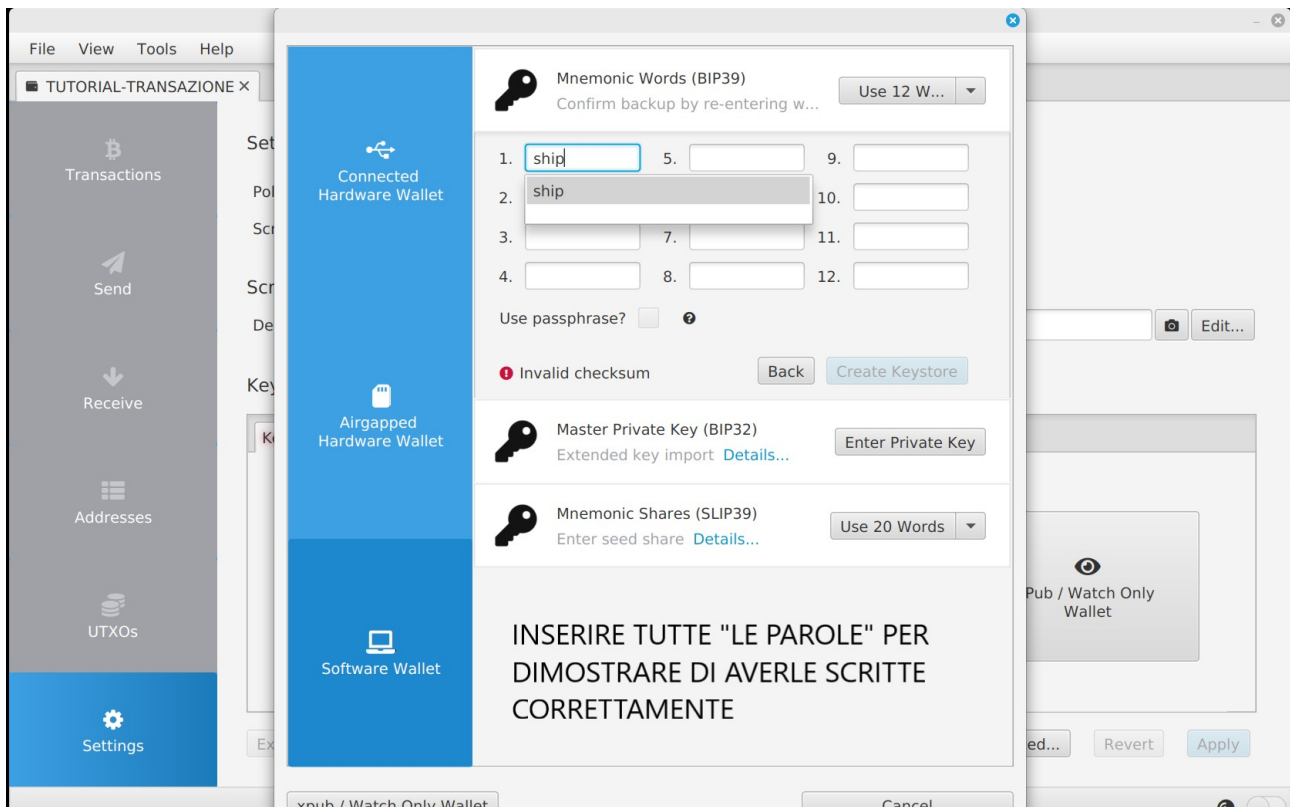 File View Tools Help
TUTORIAL-TRANSAZIONE
Transactions
Send
Receive
Addresses
UTXOs
Settings
Connected
Hardware Wallet
Airgapped
Hardware Wallet
Software Wallet
Mnemonic Words (BIP39)
Confirm backup by re-entering w...
Use 12 W...
1. ship 5. 9.
ship
2. 10.
3. 7. 11.
4. 8. 12.
Use passphrase?
Invalid checksum
Back
Create Keystore
Master Private Key (BIP32)
Extended key import Details...
Enter Private Key
Mnemonic Shares (SLIP39)
Enter seed share Details...
Use 20 Words
INSERIRE TUTTE "LE PAROLE" PER
DIMOSTRARE DI AVERLE SCRITTE
CORRETTAMENTE
Edit...
Pub / Watch Only
Wallet
Revert
Apply
xpub / Watch Only Wallet
Cancel